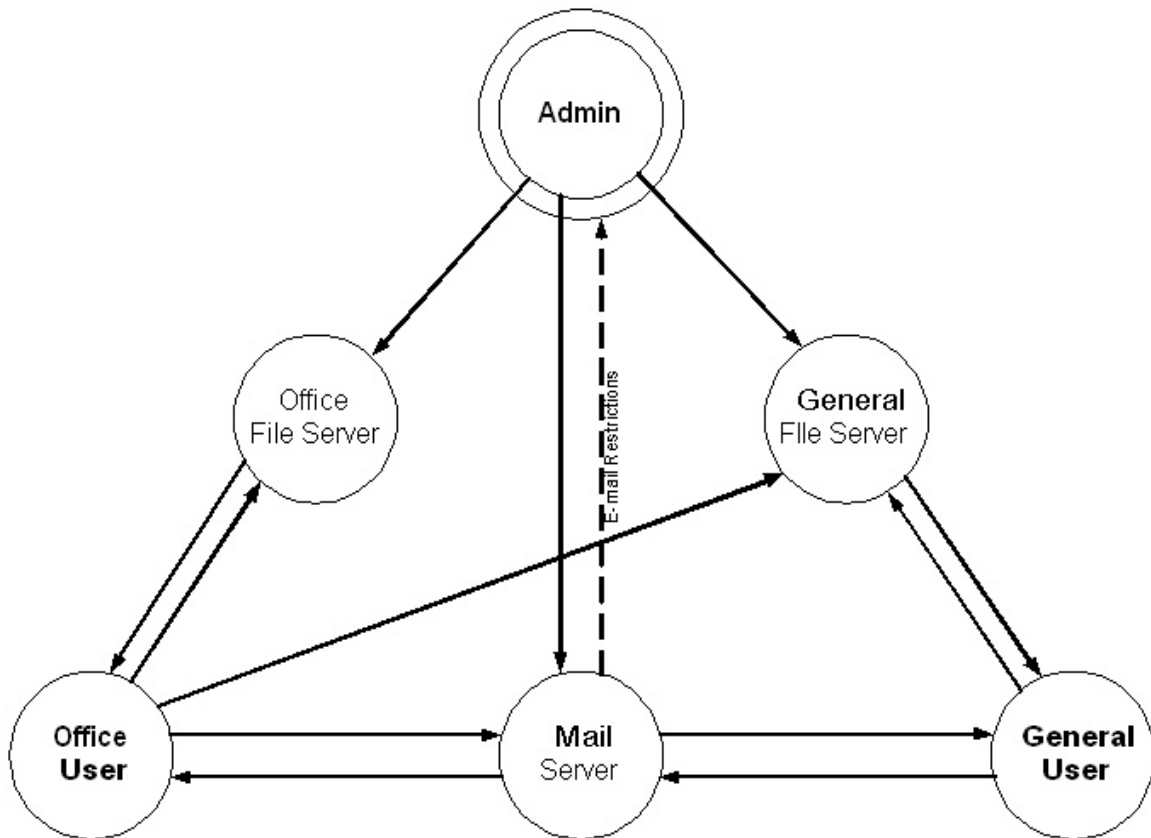 Admin
Office
File Server
General
FIle Server
E-mail Restrictions
Office
User
Mail
Server
General
User